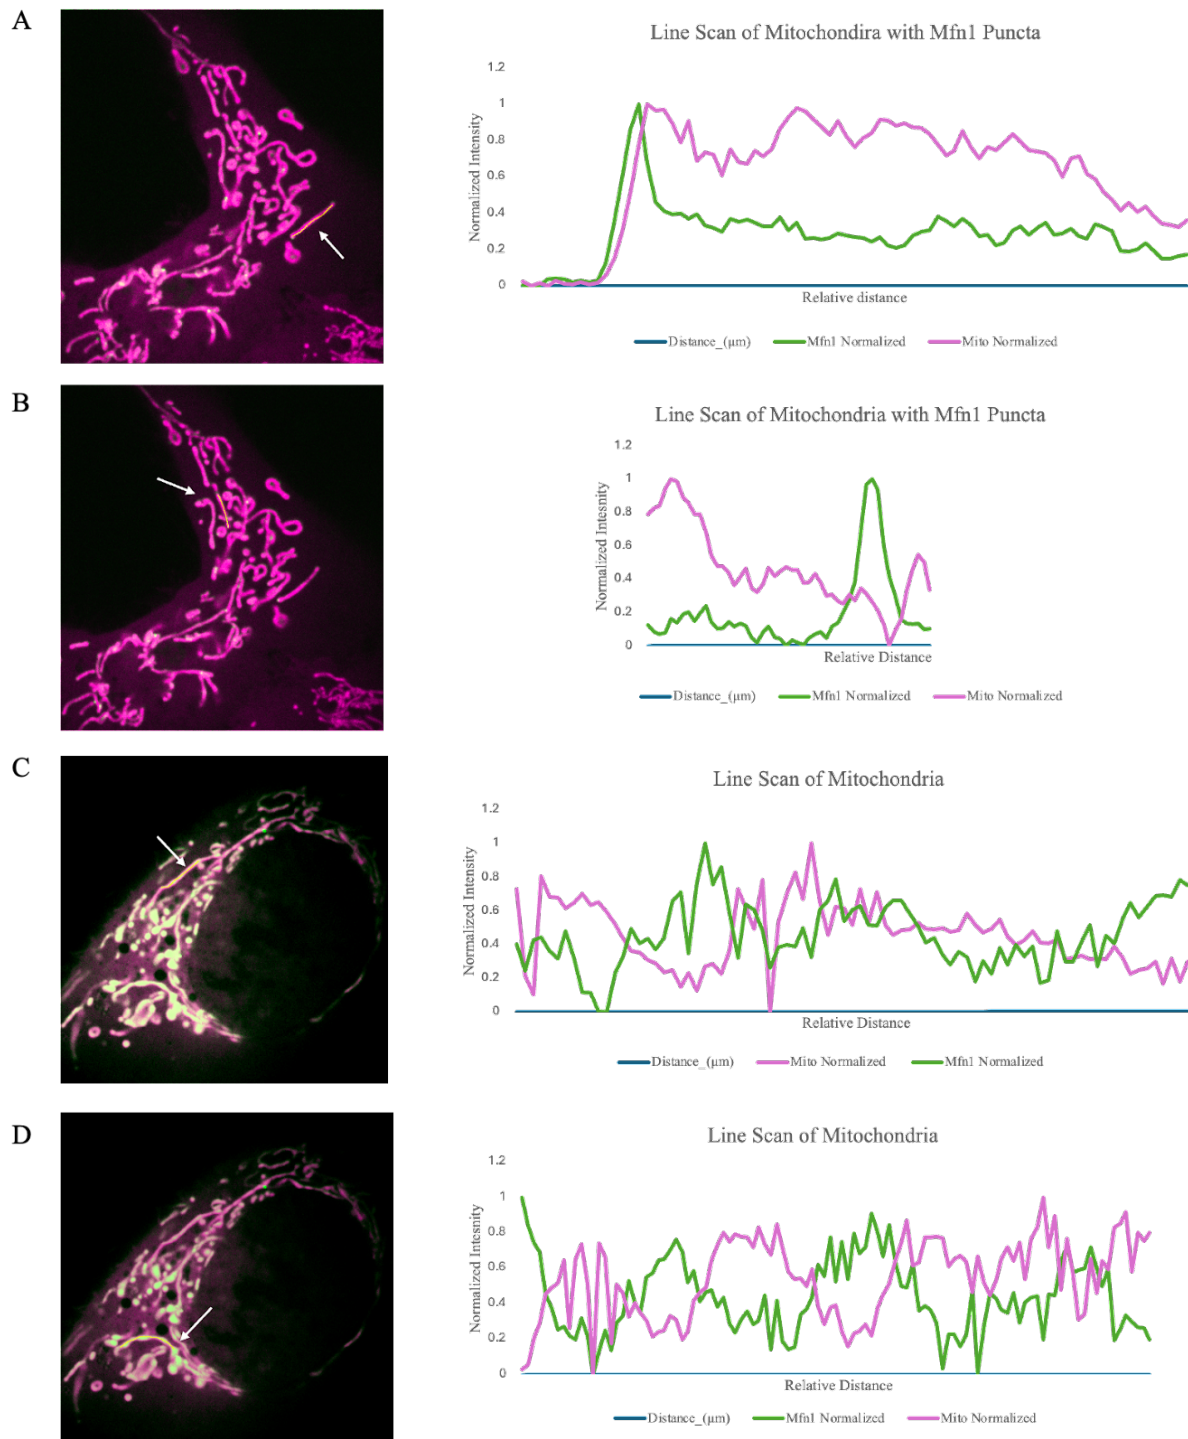 A
Line Scan of Mitochondira with Mfn1 Puncta
Normalized Intensity
1.2
1
0.8
0.6
0.4
0.2
0
Relative distance
Distance_(µm) Mfn1 Normalized Mito Normalized
B
Line Scan of Mitochondria with Mfn1 Puncta
Normalized Intesnity
1.2
1
0.8
0.6
0.4
0.2
0
Relative Distance
Distance_(µm) Mfn1 Normalized Mito Normalized
C
Line Scan of Mitochondria
Normalized Intensity
1.2
1
0.8
0.6
0.4
0.2
0
Relative Distance
Distance_(µm) Mito Normalized Mfn1 Normalized
D
Line Scan of Mitochondria
Normalized Intesnity
1.2
1
0.8
0.6
0.4
0.2
0
Relative Distance
Distance_(µm) Mfn1 Normalized Mito Normalized